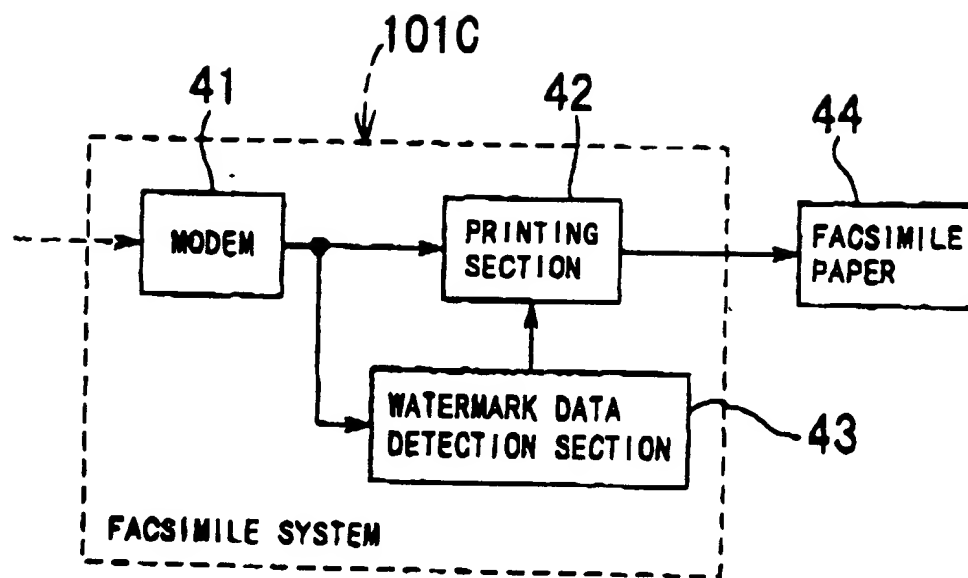 101C
41
42
44
MODEM
PRINTING
SECTION
FACSIMILE
PAPER
WATERMARK DATA
DETECTION SECTION
43
FACSIMILE SYSTEM